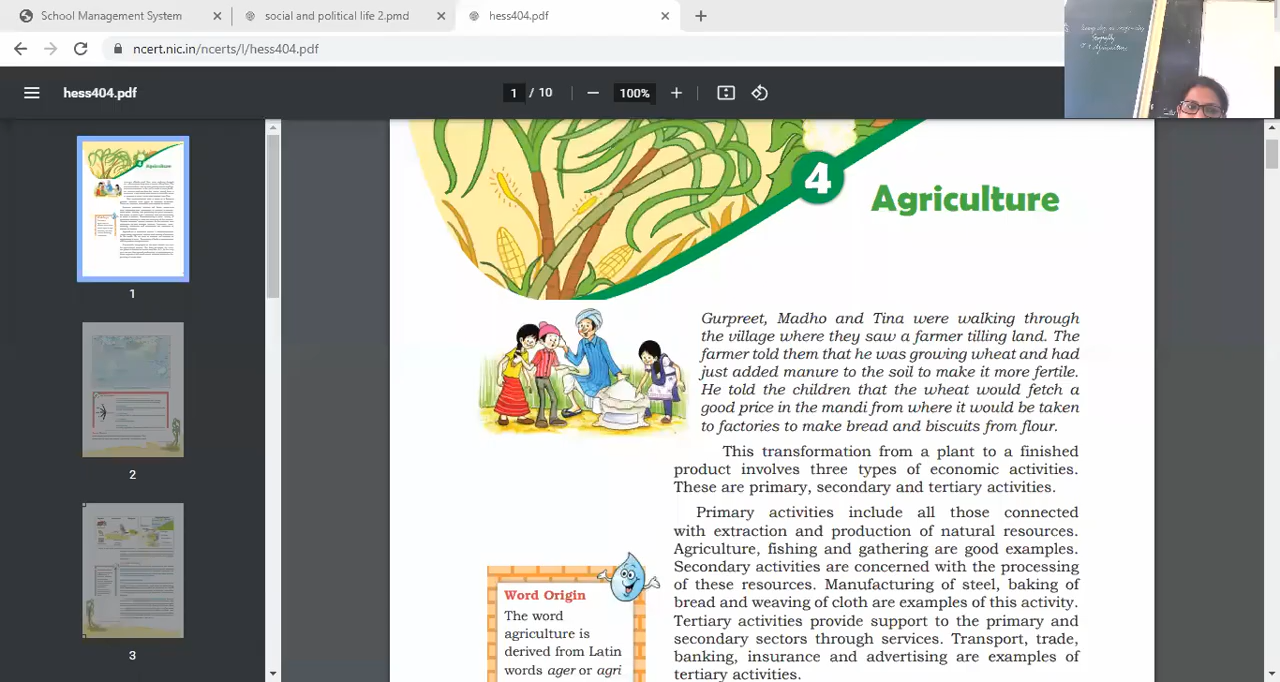 School Management System
social and political life 2.pmd
hess404.pdf
ncert.nic.in/ncerts/l/hess404.pdf
hess404.pdf
1 / 10
100%
4
Agriculture
Gurpreet, Madho and Tina were walking through
the village where they saw a farmer tilling land. The
farmer told them that he was growing wheat and had
just added manure to the soil to make it more fertile.
He told the children that the wheat would fetch a
good price in the mandi from where it would be taken
to factories to make bread and biscuits from flour.
This transformation from a plant to a finished
product involves three types of economic activities.
These are primary, secondary and tertiary activities.
Primary activities include all those connected
with extraction and production of natural resources.
Agriculture, fishing and gathering are good examples.
Secondary activities are concerned with the processing
of these resources. Manufacturing of steel, baking of
bread and weaving of cloth are examples of this activity.
Tertiary activities provide support to the primary and
secondary sectors through services. Transport, trade,
banking, insurance and advertising are examples of
tertiary activities.
Word Origin
The word
agriculture is
derived from Latin
words ager or agri
1
2
3